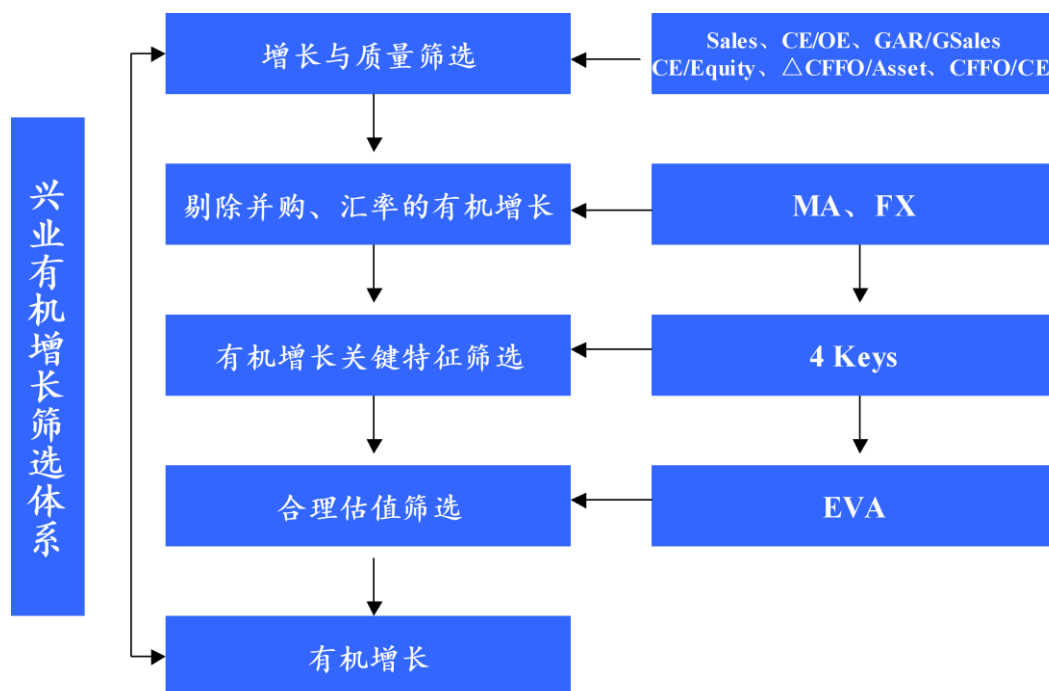 兴业有机增长筛选体系
增长与质量筛选
Sales、CE/OE、GAR/GSales
CE/Equity、△CFFO/Asset、CFFO/CE
剔除并购、汇率的有机增长
MA、FX
有机增长关键特征筛选
4 Keys
合理估值筛选
EVA
有机增长